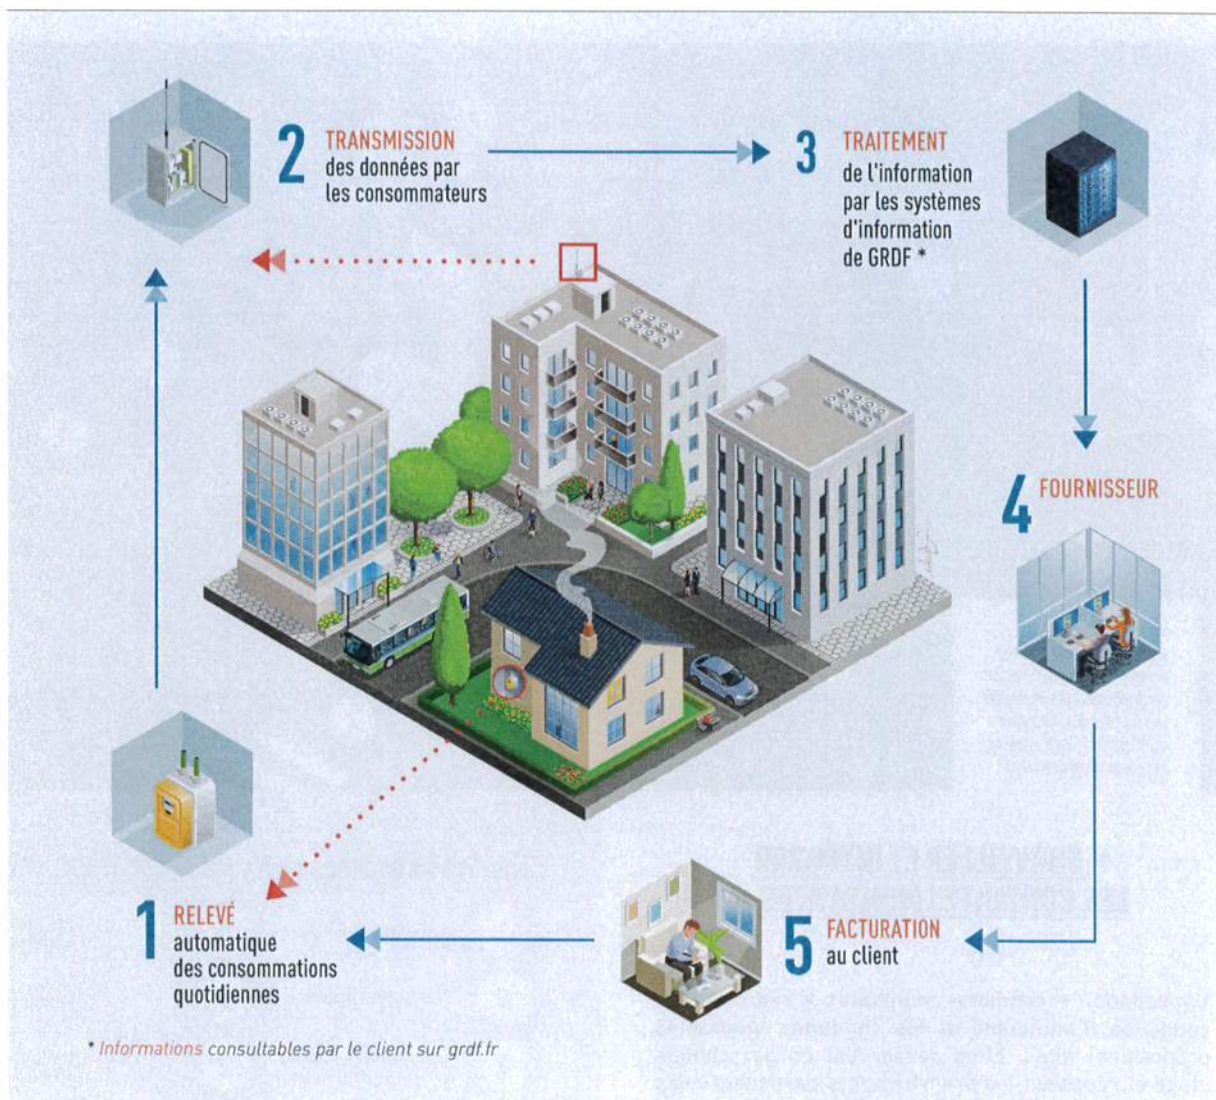 2 TRANSMISSION
des données par
les consommateurs
3 TRAITEMENT
de l'information
par les systèmes
d'information
de GRDF *
4 FOURNISSEUR
1 RELEVÉ
automatique
des consommations
quotidiennes
5 FACTURATION
au client
* Informations consultables par le client sur grdf.fr